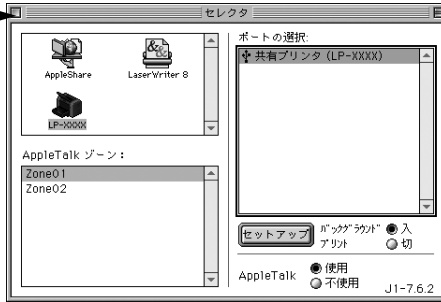 セレクタ
AppleShare
LaserWriter 8
LP-XXXX
AppleTalk ゾーン：
Zone01
Zone02
ポートの選択:
共有プリンタ (LP-XXXX)
セットアップ
ﾊﾞｯｸｸﾞﾗｳﾝﾄﾞ
ﾌﾟﾘﾝﾄ
入
切
AppleTalk
使用
不使用
J1-7.6.2